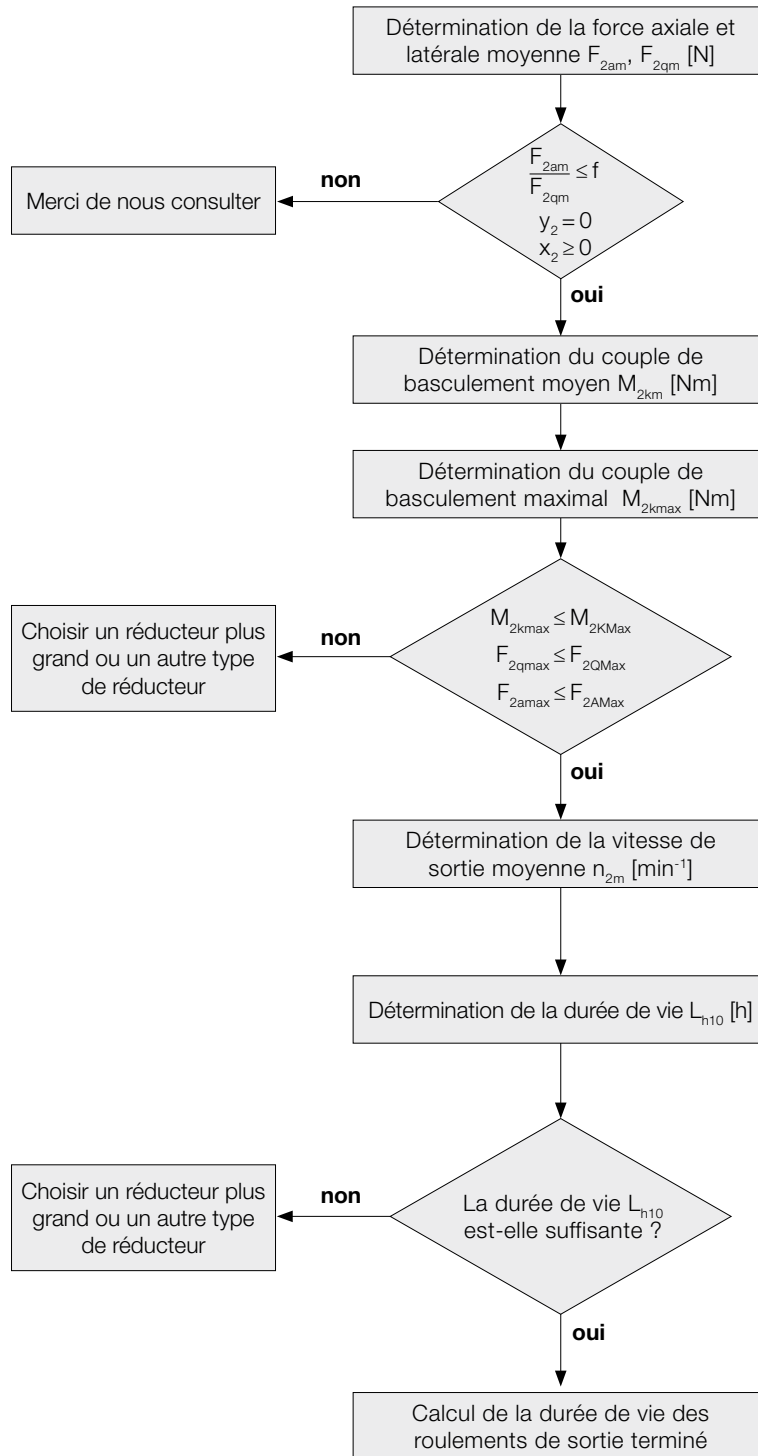 Détermination de la force axiale et
latérale moyenne F₂ₐₘ, F₂qₘ [N]
F₂ₐₘ
F₂qₘ
≤ f
y₂ = 0
x₂ ≥ 0
non
Merci de nous consulter
oui
Détermination du couple de
basculement moyen M₂ₖₘ [Nm]
Détermination du couple de
basculement maximal M₂ₖₘₐₓ [Nm]
M₂ₖₘₐₓ ≤ M₂KMax
F₂qₘₐₓ ≤ F₂QMax
F₂ₐₘₐₓ ≤ F₂AMax
non
Choisir un réducteur plus
grand ou un autre type
de réducteur
oui
Détermination de la vitesse de
sortie moyenne n₂ₘ [min⁻¹]
Détermination de la durée de vie Lₕ₁₀ [h]
La durée de vie Lₕ₁₀
est-elle suffisante ?
non
Choisir un réducteur plus
grand ou un autre type
de réducteur
oui
Calcul de la durée de vie des
roulements de sortie terminé